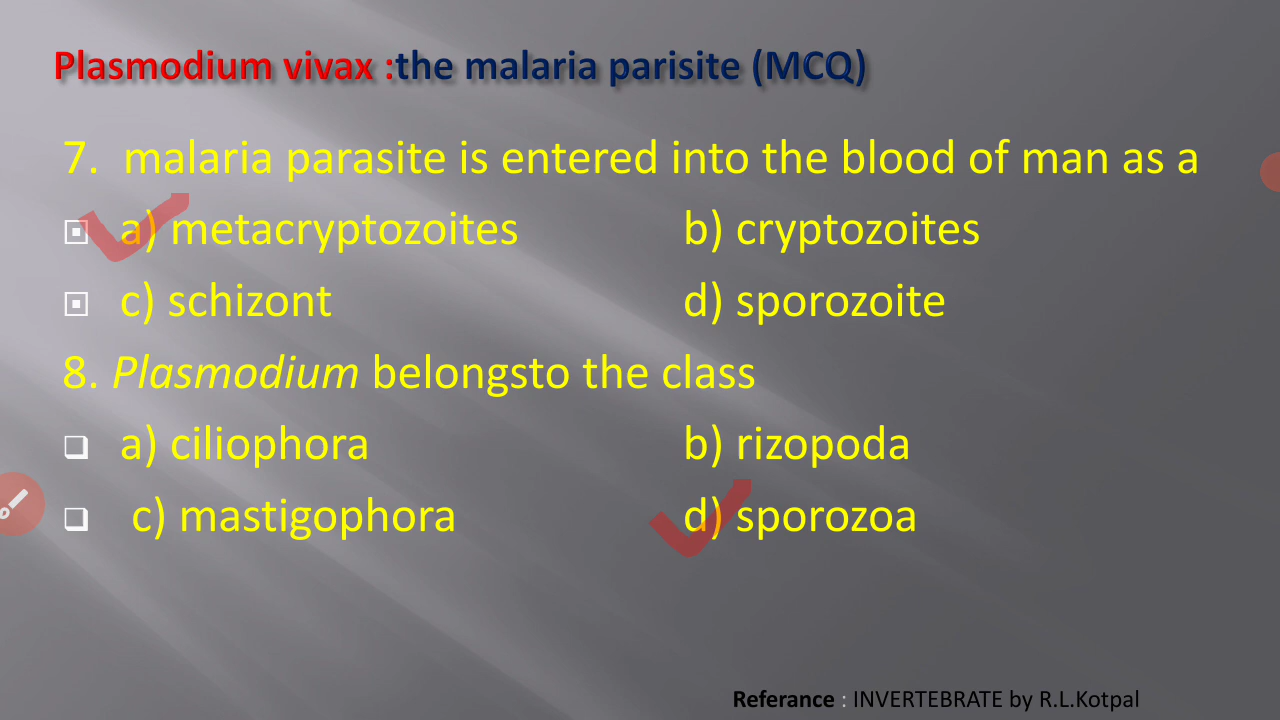 Plasmodium vivax :the malaria parisite (MCQ)
7. malaria parasite is entered into the blood of man as a
a) metacryptozoites b) cryptozoites
c) schizont d) sporozoite
8. Plasmodium belongsto the class
a) ciliophora b) rizopoda
c) mastigophora d) sporozoa
Referance : INVERTEBRATE by R.L.Kotpal